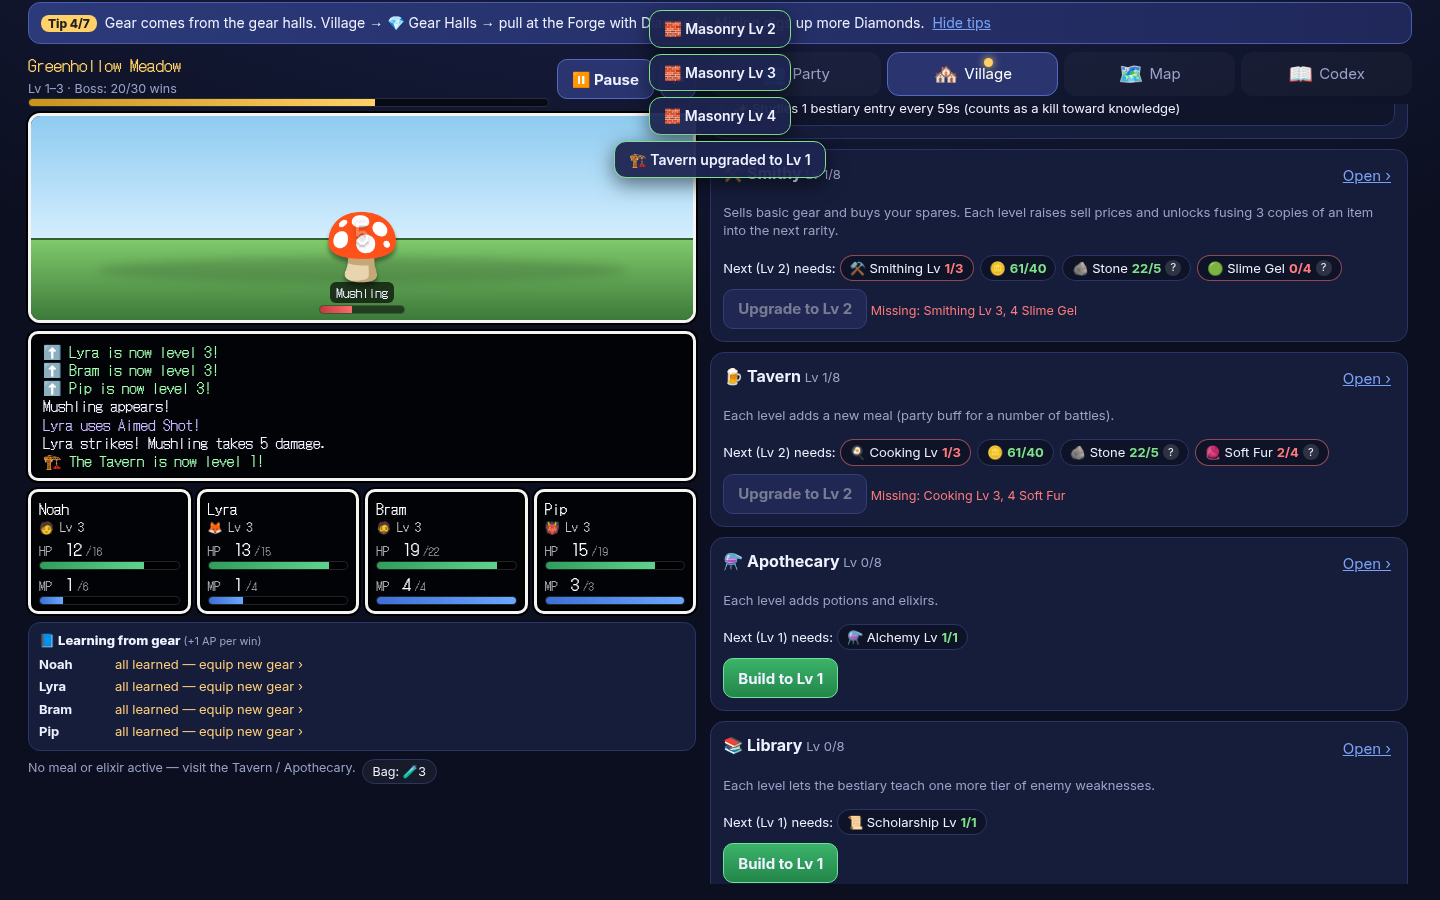 Tip 4/7 Gear comes from the gear halls. Village → 💎 Gear Halls → pull at the Forge with D up more Diamonds. Hide tips
🧱 Masonry Lv 2
🧱 Masonry Lv 3
🧱 Masonry Lv 4
🏗️ Tavern upgraded to Lv 1
Greenhollow Meadow
Lv 1–3 · Boss: 20/30 wins
⏸ Pause
Party
🏘️ Village
🗺️ Map
📖 Codex
s 1 bestiary entry every 59s (counts as a kill toward knowledge)
Mushling
⬆️ Lyra is now level 3!
⬆️ Bram is now level 3!
⬆️ Pip is now level 3!
Mushling appears!
Lyra uses Aimed Shot!
Lyra strikes! Mushling takes 5 damage.
🏗️ The Tavern is now level 1!
Noah
Lv 3
HP 12/16
MP 1/6
Lyra
Lv 3
HP 13/15
MP 1/4
Bram
Lv 3
HP 19/22
MP 4/4
Pip
Lv 3
HP 15/19
MP 3/3
📘 Learning from gear (+1 AP per win)
Noah all learned — equip new gear ›
Lyra all learned — equip new gear ›
Bram all learned — equip new gear ›
Pip all learned — equip new gear ›
No meal or elixir active — visit the Tavern / Apothecary. Bag: 🧪3
Smithy Lv 1/8
Open ›
Sells basic gear and buys your spares. Each level raises sell prices and unlocks fusing 3 copies of an item
into the next rarity.
Next (Lv 2) needs: ⚒️ Smithing Lv 1/3 🪙 61/40 🪨 Stone 22/5 ? 🟢 Slime Gel 0/4 ?
Upgrade to Lv 2 Missing: Smithing Lv 3, 4 Slime Gel
🍺 Tavern Lv 1/8
Open ›
Each level adds a new meal (party buff for a number of battles).
Next (Lv 2) needs: 🍳 Cooking Lv 1/3 🪙 61/40 🪨 Stone 22/5 ? 🧶 Soft Fur 2/4 ?
Upgrade to Lv 2 Missing: Cooking Lv 3, 4 Soft Fur
⚗️ Apothecary Lv 0/8
Open ›
Each level adds potions and elixirs.
Next (Lv 1) needs: ⚗️ Alchemy Lv 1/1
Build to Lv 1
📚 Library Lv 0/8
Open ›
Each level lets the bestiary teach one more tier of enemy weaknesses.
Next (Lv 1) needs: 📜 Scholarship Lv 1/1
Build to Lv 1